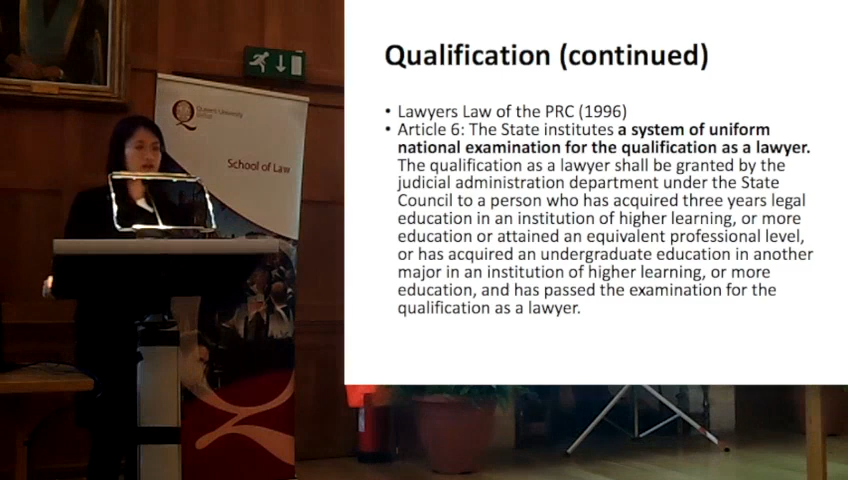 Qualification (continued)
• Lawyers Law of the PRC (1996)
• Article 6: The State institutes a system of uniform
national examination for the qualification as a lawyer.
The qualification as a lawyer shall be granted by the
judicial administration department under the State
Council to a person who has acquired three years legal
education in an institution of higher learning, or more
education or attained an equivalent professional level,
or has acquired an undergraduate education in another
major in an institution of higher learning, or more
education, and has passed the examination for the
qualification as a lawyer.
Queen's University
Belfast
School of Law